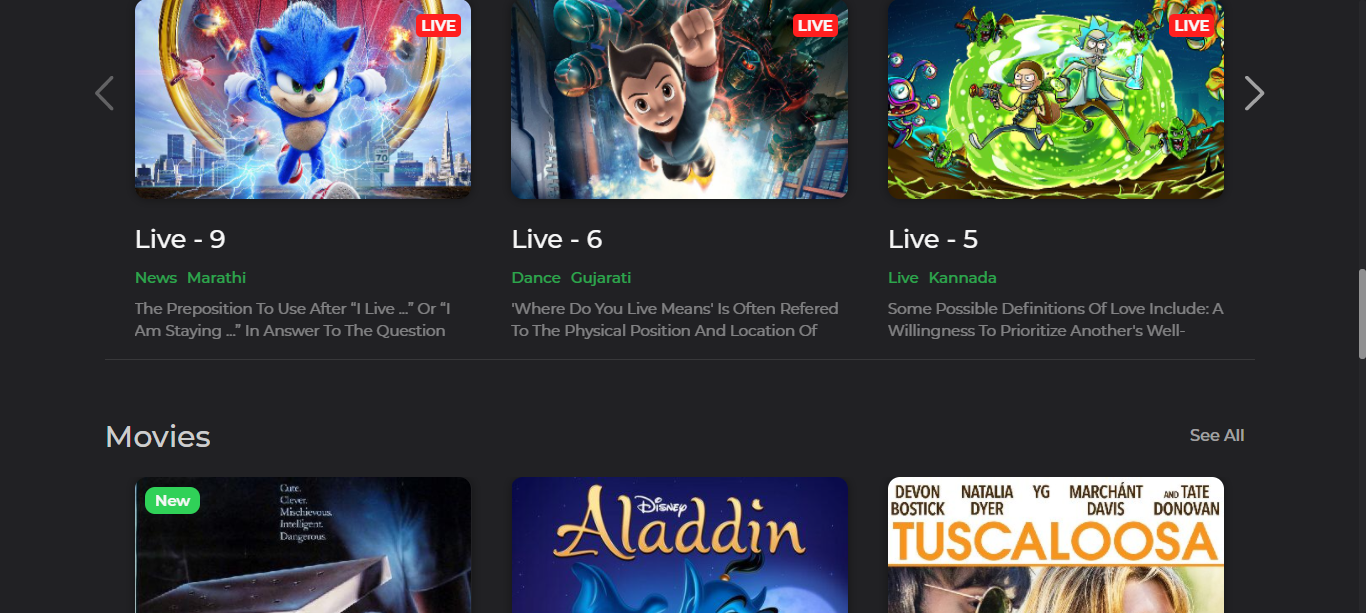 LIVE
LIVE
LIVE
70
Live - 9
News Marathi
The Preposition To Use After “I Live ...” Or “I
Am Staying ...” In Answer To The Question
Live - 6
Dance Gujarati
'Where Do You Live Means' Is Often Refered
To The Physical Position And Location Of
Live - 5
Live Kannada
Some Possible Definitions Of Love Include: A
Willingness To Prioritize Another's Well-
Movies
See All
New
Cute.
Clever.
Mischievous.
Intelligent.
Dangerous.
Disney
Aladdin
DEVON BOSTICK NATALIA DYER YG MARCHÁNT DAVIS AND TATE DONOVAN
TUSCALOOSA